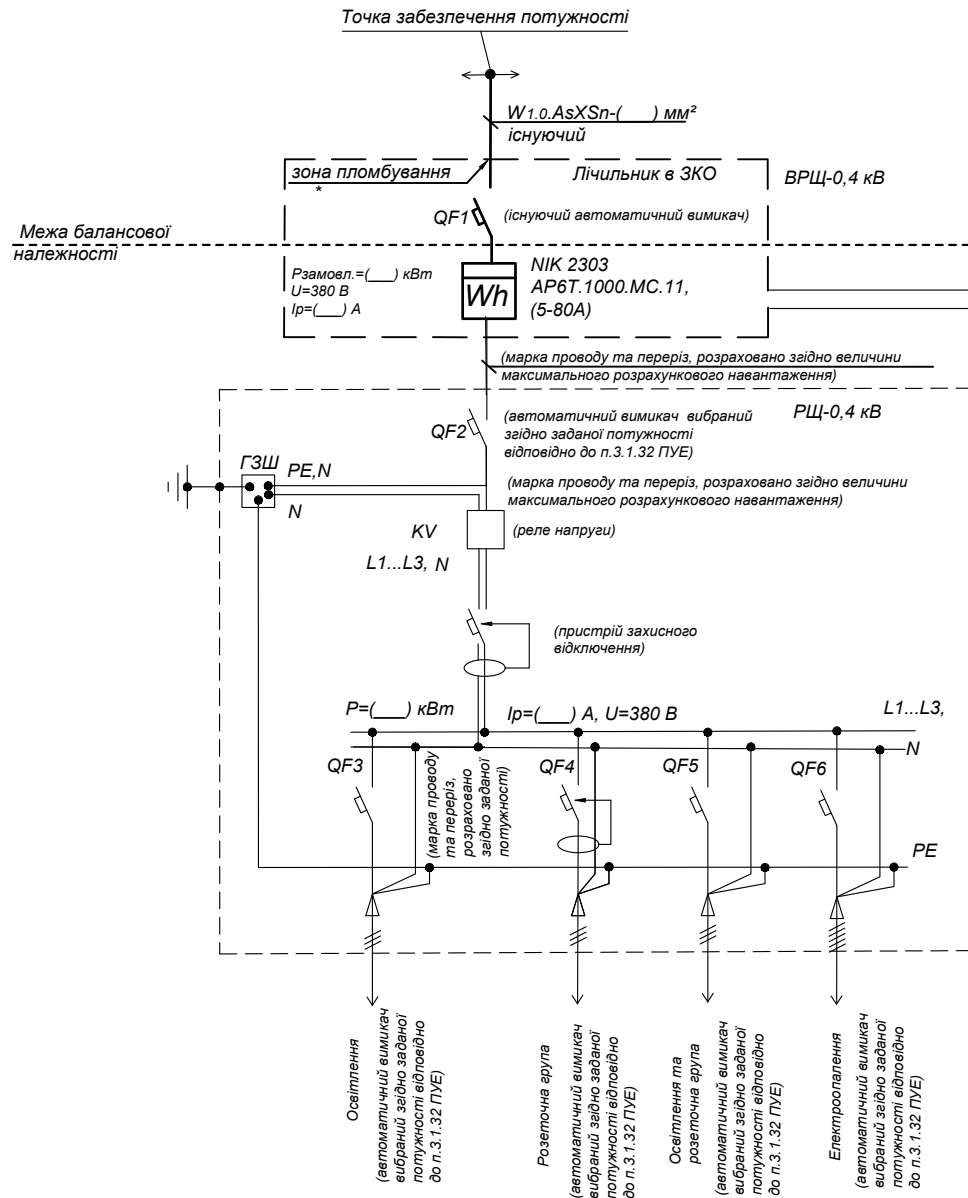 Точка забезпечення потужності
W1.0.AsXSn-(___) мм²
існуючий
зона пломбування
*
Лічильник в ЗКО
ВРЩ-0,4 кВ
QF1
(існуючий автоматичний вимикач)
Межа балансової
належності
Рзамовл.=(___) кВт
U=380 В
Ір=(___) А
Wh
NIK 2303
АР6Т.1000.МС.11,
(5-80А)
(марка проводу та переріз, розраховано згідно величини
максимального розрахункового навантаження)
РЩ-0,4 кВ
QF2
(автоматичний вимикач вибраний
згідно заданої потужності
відповідно до п.3.1.32 ПУЕ)
ГЗШ
PE,N
N
(марка проводу та переріз, розраховано згідно величини
максимального розрахункового навантаження)
KV
(реле напруги)
L1...L3, N
(пристрій захисного
відключення)
P=(___) кВт
Ip=(___) А, U=380 В
L1...L3,
N
QF3
(марка проводу
та переріз,
розраховано
згідно заданої
потужності)
QF4
QF5
QF6
PE
Освітлення
(автоматичний вимикач
вибраний згідно заданої
потужності відповідно
до п.3.1.32 ПУЕ)
Розеточна група
(автоматичний вимикач
вибраний згідно заданої
потужності відповідно
до п.3.1.32 ПУЕ)
Освітлення та
розеточна група
(автоматичний вимикач
вибраний згідно заданої
потужності відповідно
до п.3.1.32 ПУЕ)
Електроопалення
(автоматичний вимикач
вибраний згідно заданої
потужності відповідно
до п.3.1.32 ПУЕ)